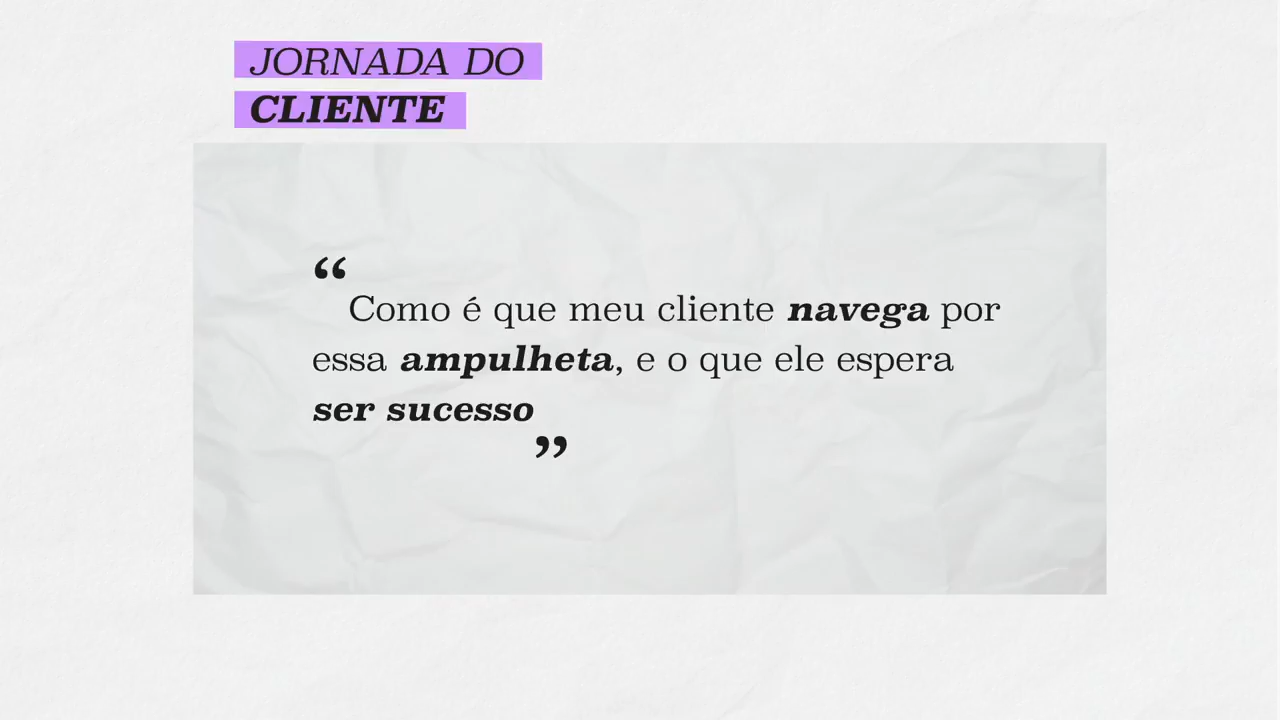 JORNADA DO
CLIENTE
“
Como é que meu cliente navega por
essa ampulheta, e o que ele espera
ser sucesso
”